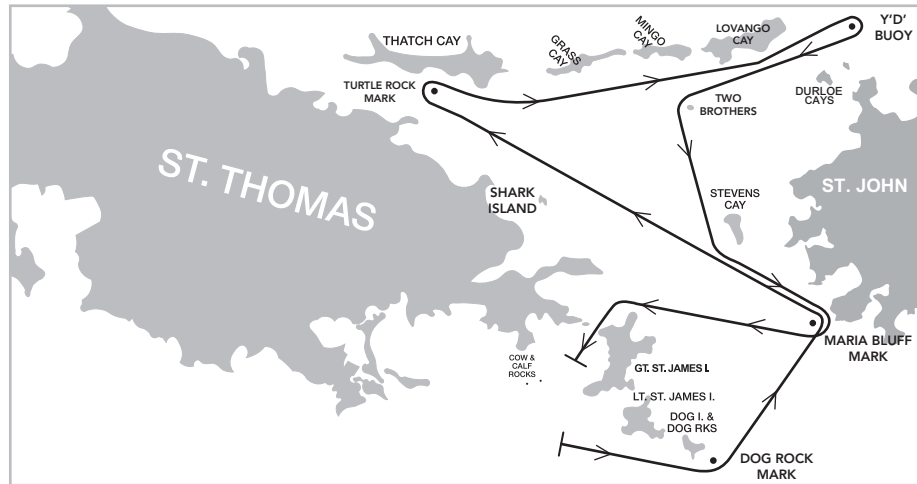 Y'D'
BUOY
LOVANGO
CAY
MINGO
CAY
GRASS
CAY
THATCH CAY
TURTLE ROCK
MARK
DURLOE
CAYS
TWO
BROTHERS
ST. THOMAS
ST. JOHN
SHARK
ISLAND
STEVENS
CAY
MARIA BLUFF
MARK
COW &
CALF
ROCKS
GT. ST. JAMES I.
LT. ST. JAMES I.
DOG I. &
DOG RKS
DOG ROCK
MARK